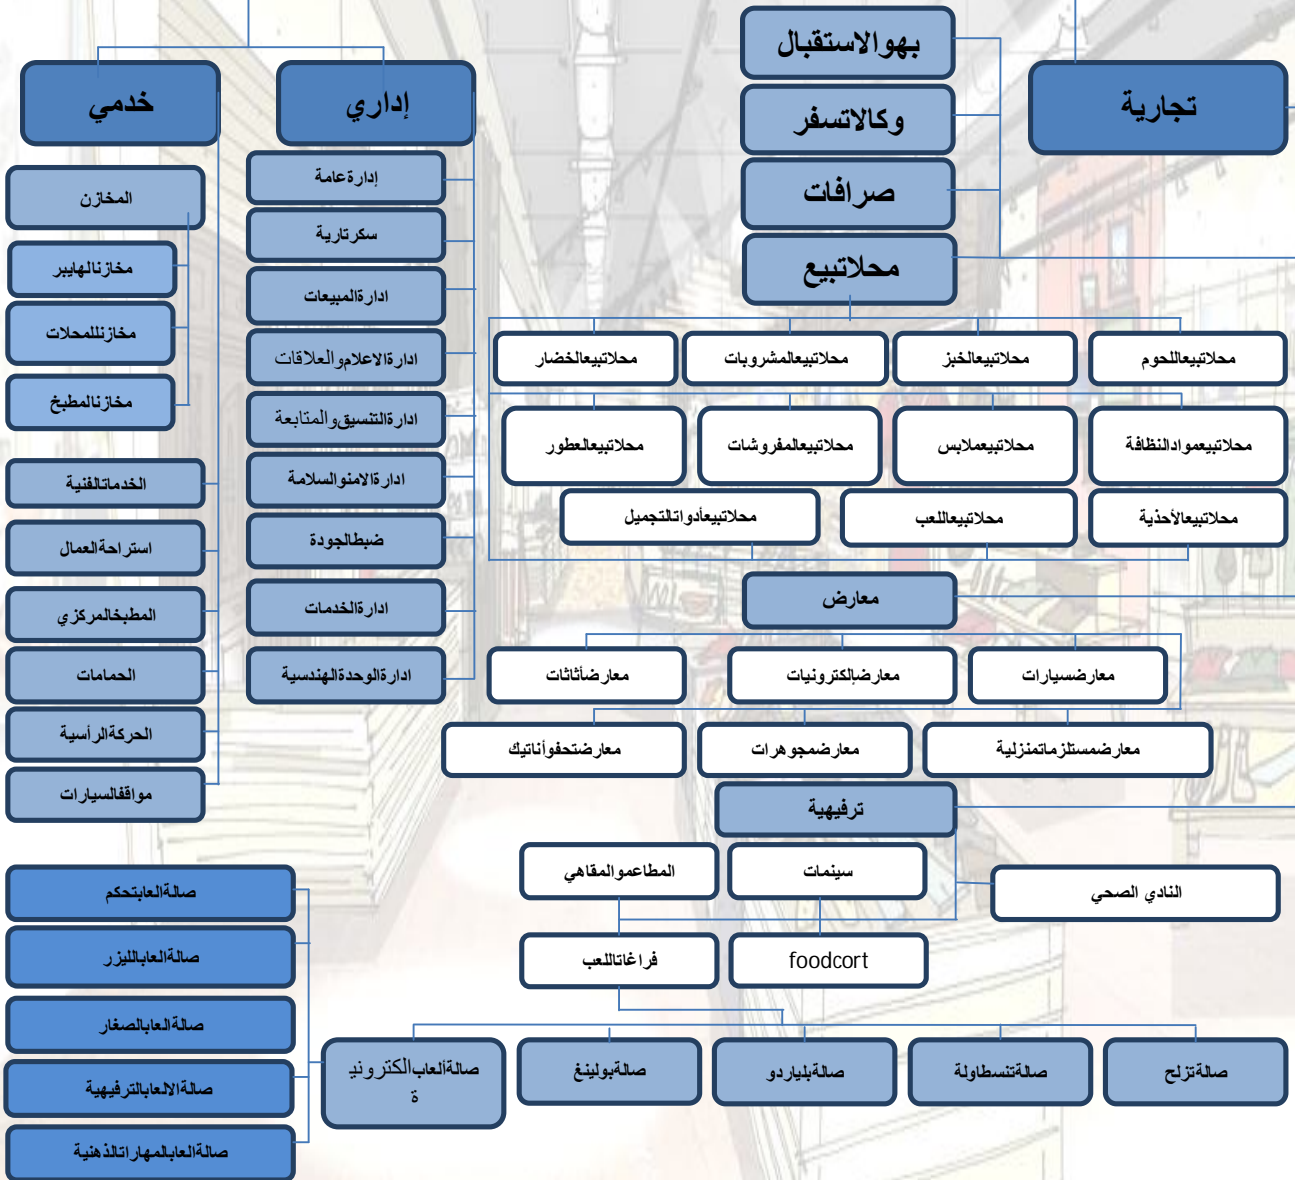 بهوالاستقبال
تجارية
وكالاتسفر
صرافات
محلاتبيع
محلاتبيعاللحوم
محلاتبيعالخبز
محلاتبيعالمشروبات
محلاتبيعالخضار
محلاتبيعموادالنظافة
محلاتبيعملابس
محلاتبيعالمفروشات
محلاتبيعالعطور
محلاتبيعالأحذية
محلاتبيعاللعب
محلاتبيعأدواتالتجميل
معارض
معارضسيارات
معارضإلكترونيات
معارضأثاثات
معارضمستلزماتمنزلية
معارضمجوهرات
معارضتحفوأناتيك
ترفيهية
النادي الصحي
سينمات
المطاعموالمقاهي
foodcort
فراغاتاللعب
صالةتزلج
صالةتنسطاولة
صالةبلياردو
صالةبولينغ
صالةألعابالكتروني
ة
إداري
إدارةعامة
سكرتارية
ادارةالمبيعات
ادارةالاعلاموالعلاقات
ادارةالتنسيقوالمتابعة
ادارةالامنوالسلامة
ضبطالجودة
ادارةالخدمات
ادارةالوحدةالهندسية
خدمي
المخازن
مخازنالهايبر
مخازنللمحلات
مخازنالمطبخ
الخدماتالفنية
استراحةالعمال
المطبخالمركزي
الحمامات
الحركةالرأسية
مواقفالسيارات
صالةالعابتحكم
صالةالعابالليزر
صالةالعابالصغار
صالةالالعابالترفيهية
صالةالعابالمهاراتالذهنية